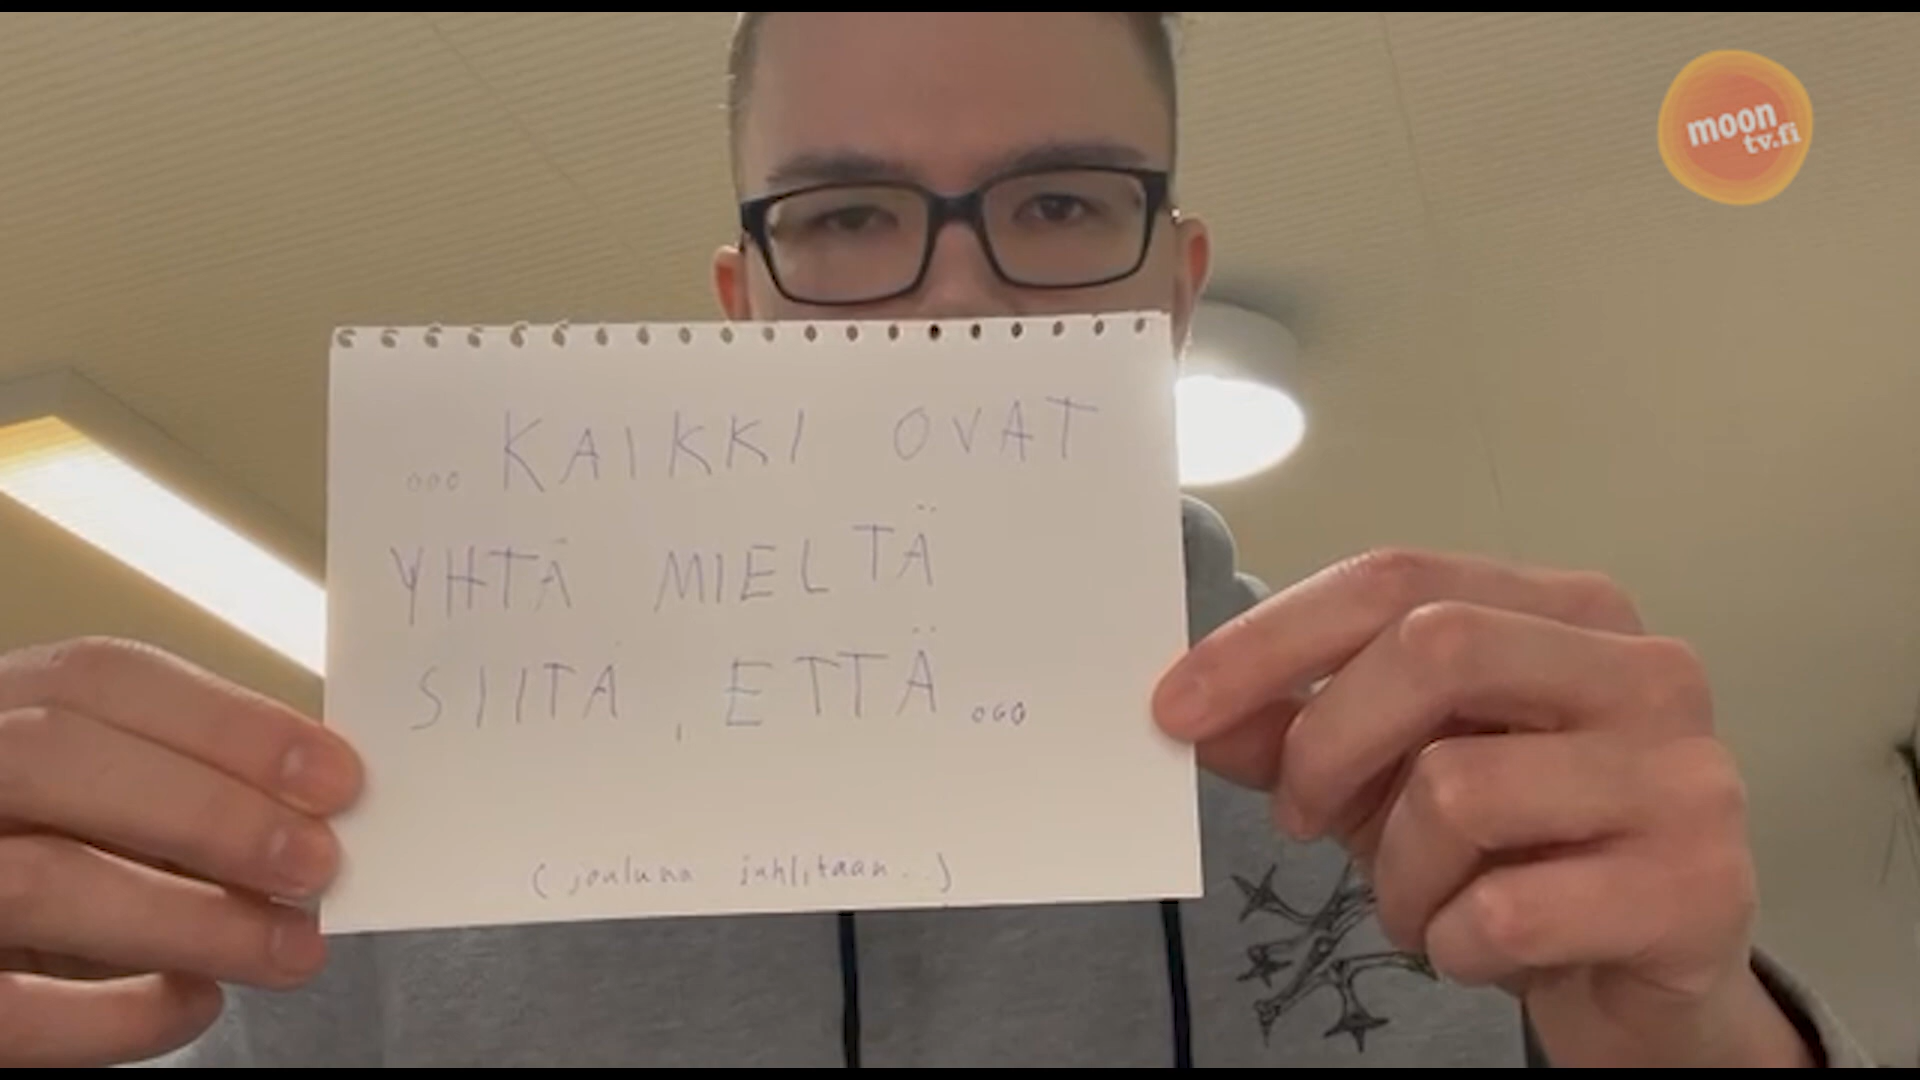 moon
tv.fi
... KAIKKI OVAT
YHTÄ MIELTÄ
SIITÄ, ETTÄ...
(jouluna juhlitaan...)